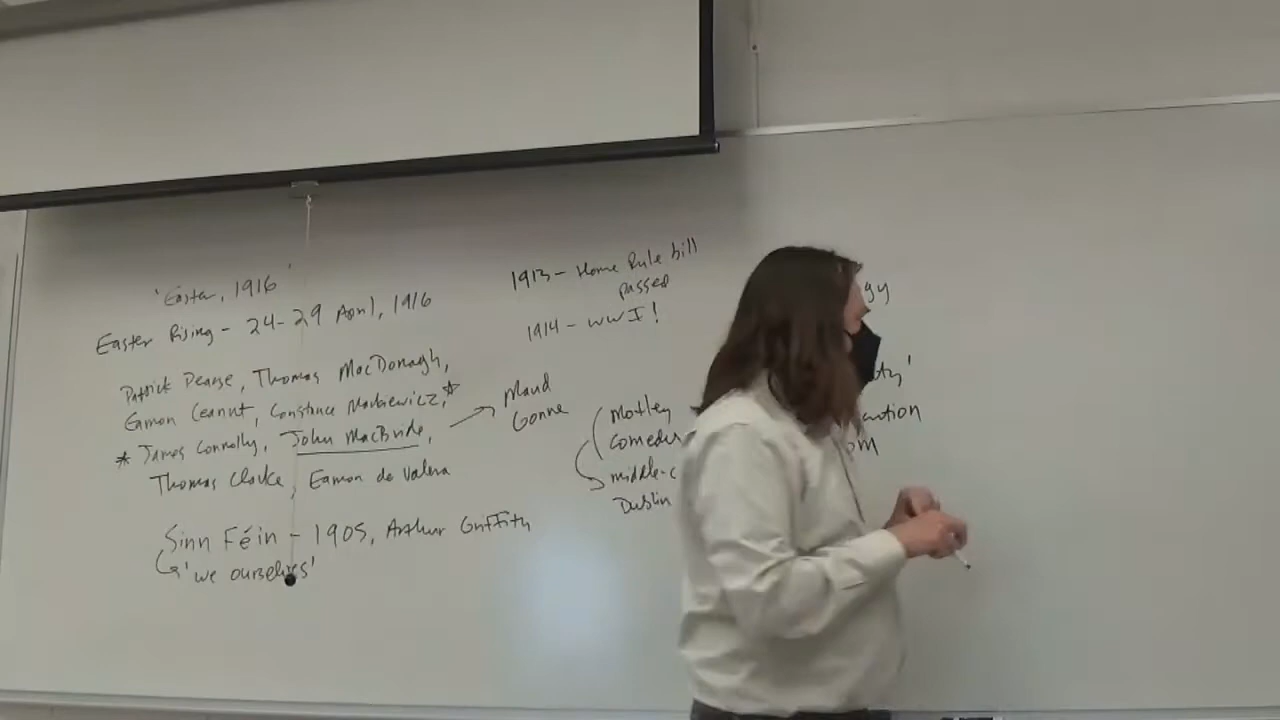 'Easter, 1916'
Easter Rising - 24-29 April, 1916
Patrick Pearse, Thomas MacDonagh,
Eamon Ceannt, Constance Markiewicz,*
* James Connolly, John MacBride,
Thomas Clarke, Eamon de Valera
Sinn Féin - 1905, Arthur Griffith
'we ourselves'
Maud
Gonne
1913 - Home Rule bill
passed
1914 - WWI!
Motley
middle-c
Dublin